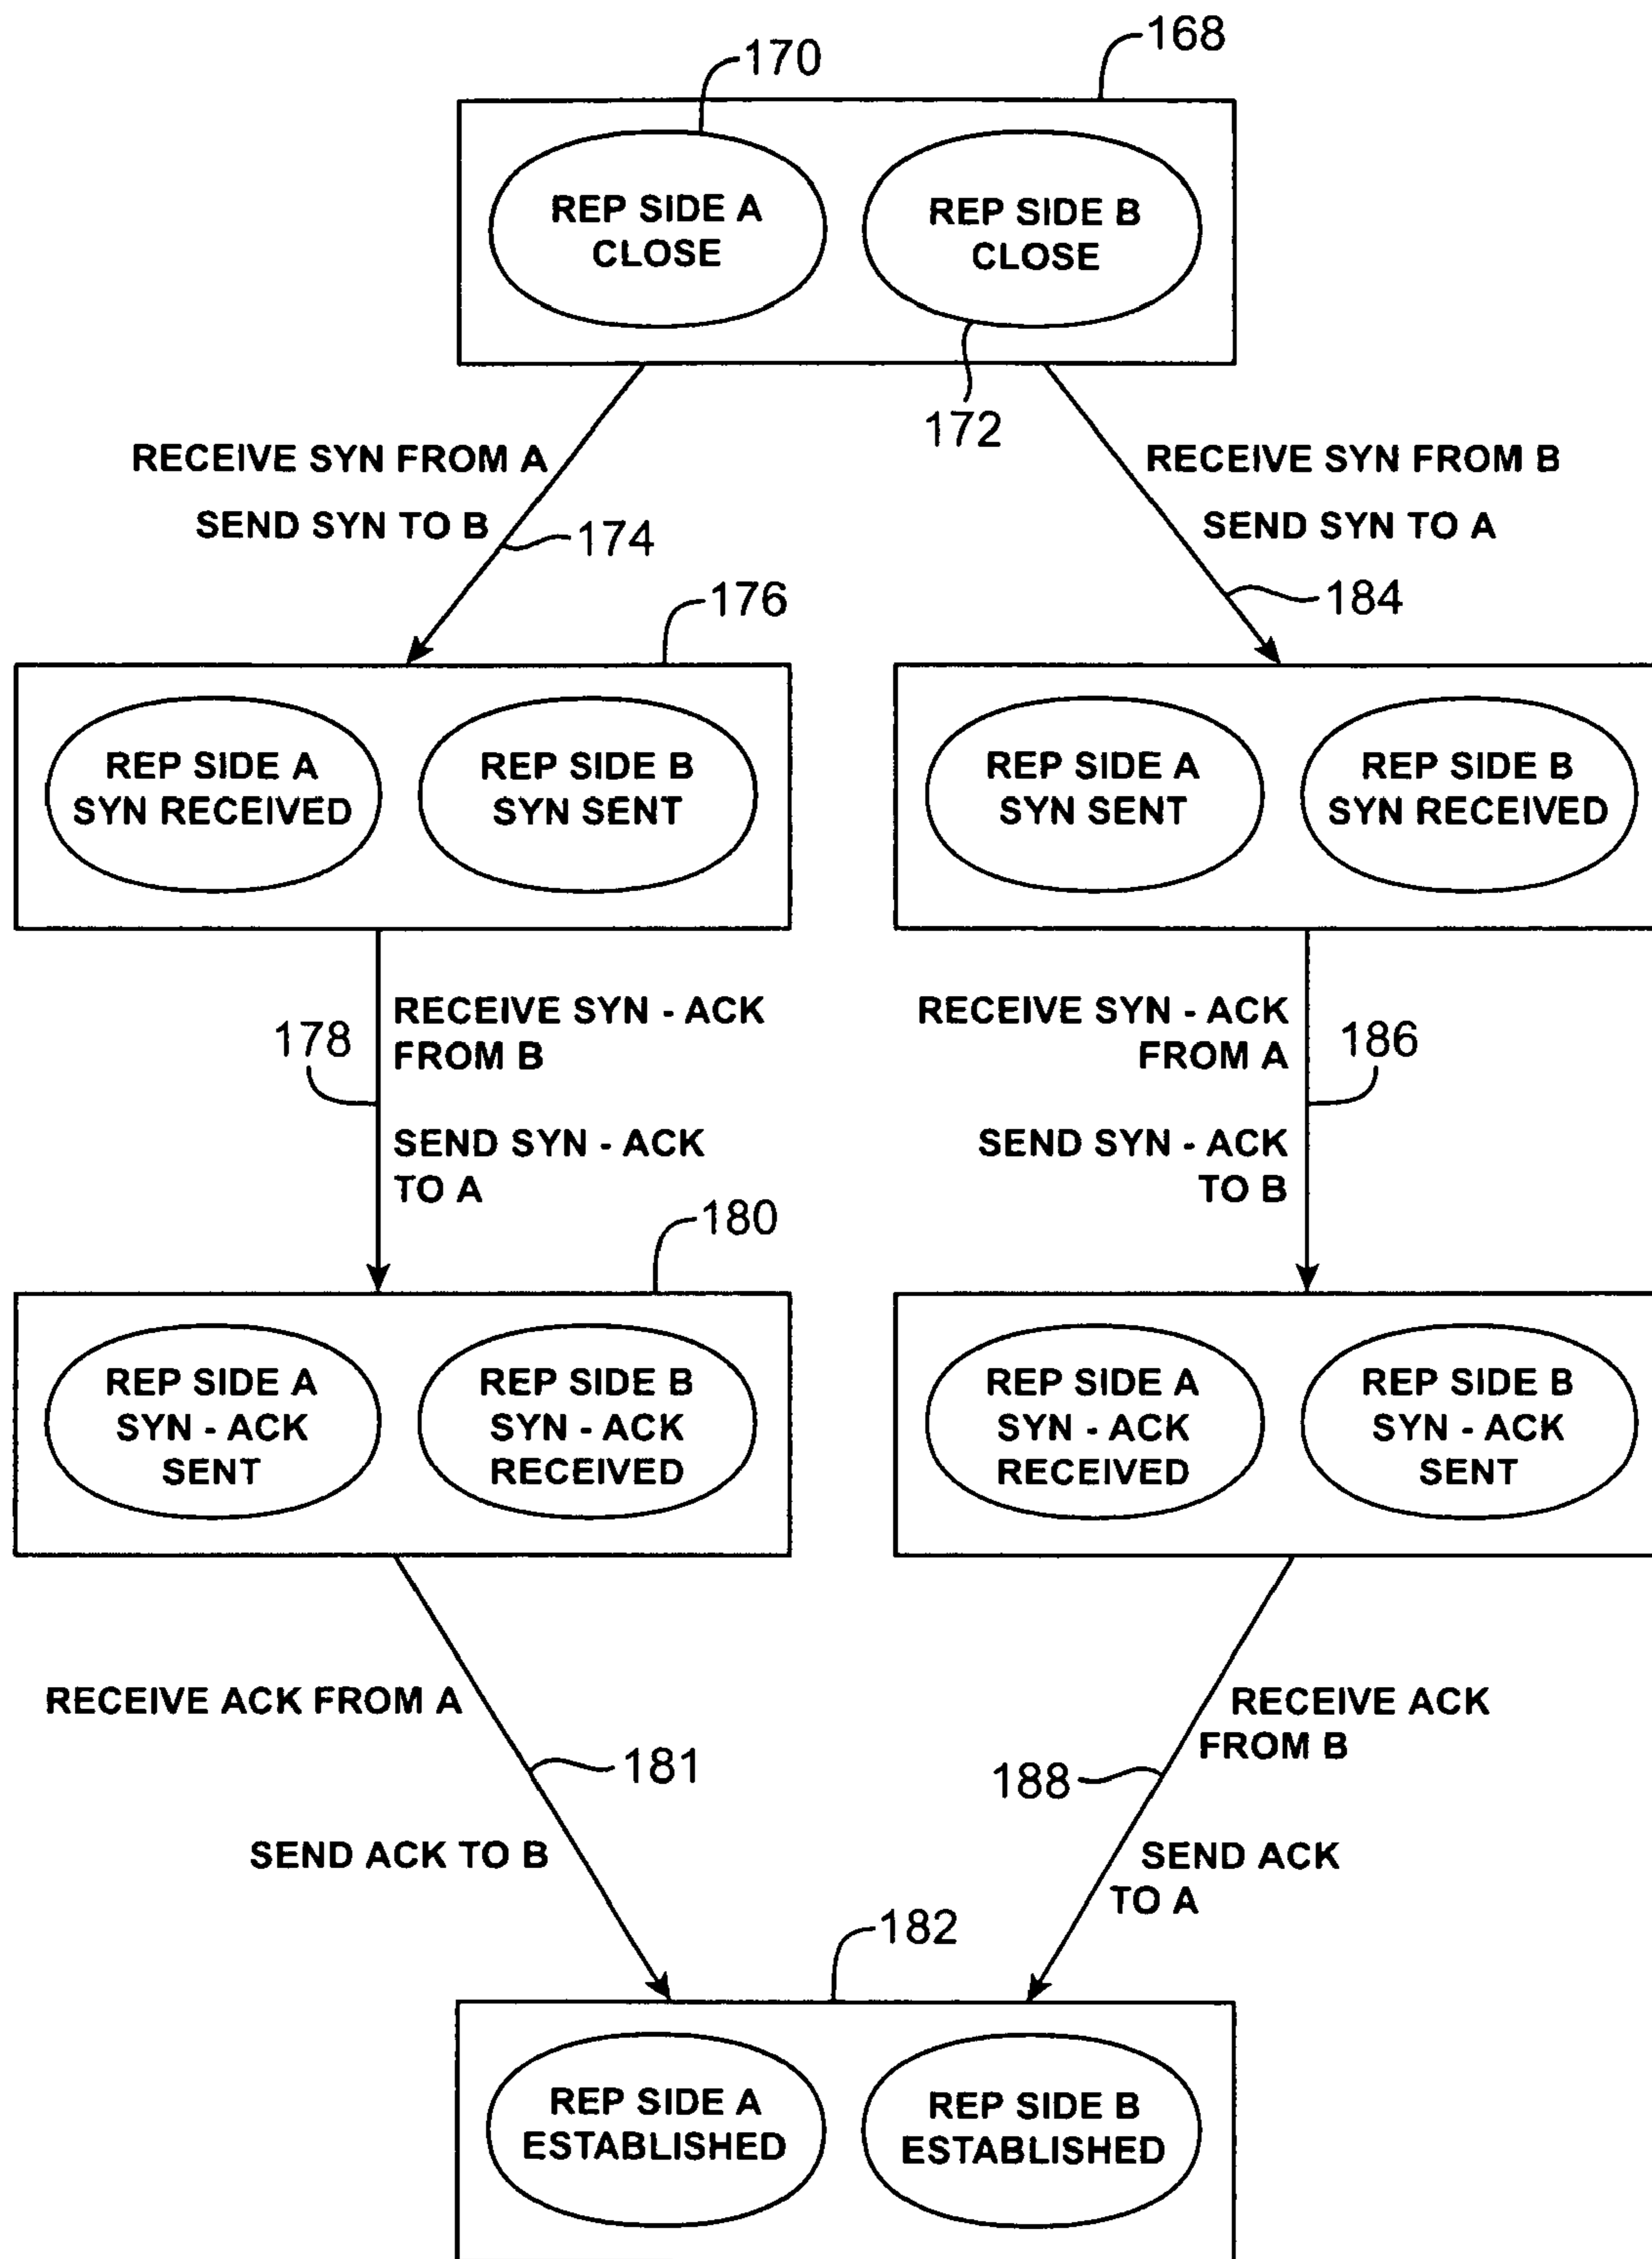 168
170
REP SIDE A
CLOSE
REP SIDE B
CLOSE
172
RECEIVE SYN FROM A
SEND SYN TO B
174
RECEIVE SYN FROM B
SEND SYN TO A
184
176
REP SIDE A
SYN RECEIVED
REP SIDE B
SYN SENT
REP SIDE A
SYN SENT
REP SIDE B
SYN RECEIVED
178
RECEIVE SYN - ACK
FROM B
SEND SYN - ACK
TO A
RECEIVE SYN - ACK
FROM A
186
SEND SYN - ACK
TO B
180
REP SIDE A
SYN - ACK
SENT
REP SIDE B
SYN - ACK
RECEIVED
REP SIDE A
SYN - ACK
RECEIVED
REP SIDE B
SYN - ACK
SENT
RECEIVE ACK FROM A
181
SEND ACK TO B
RECEIVE ACK
FROM B
188
SEND ACK
TO A
182
REP SIDE A
ESTABLISHED
REP SIDE B
ESTABLISHED